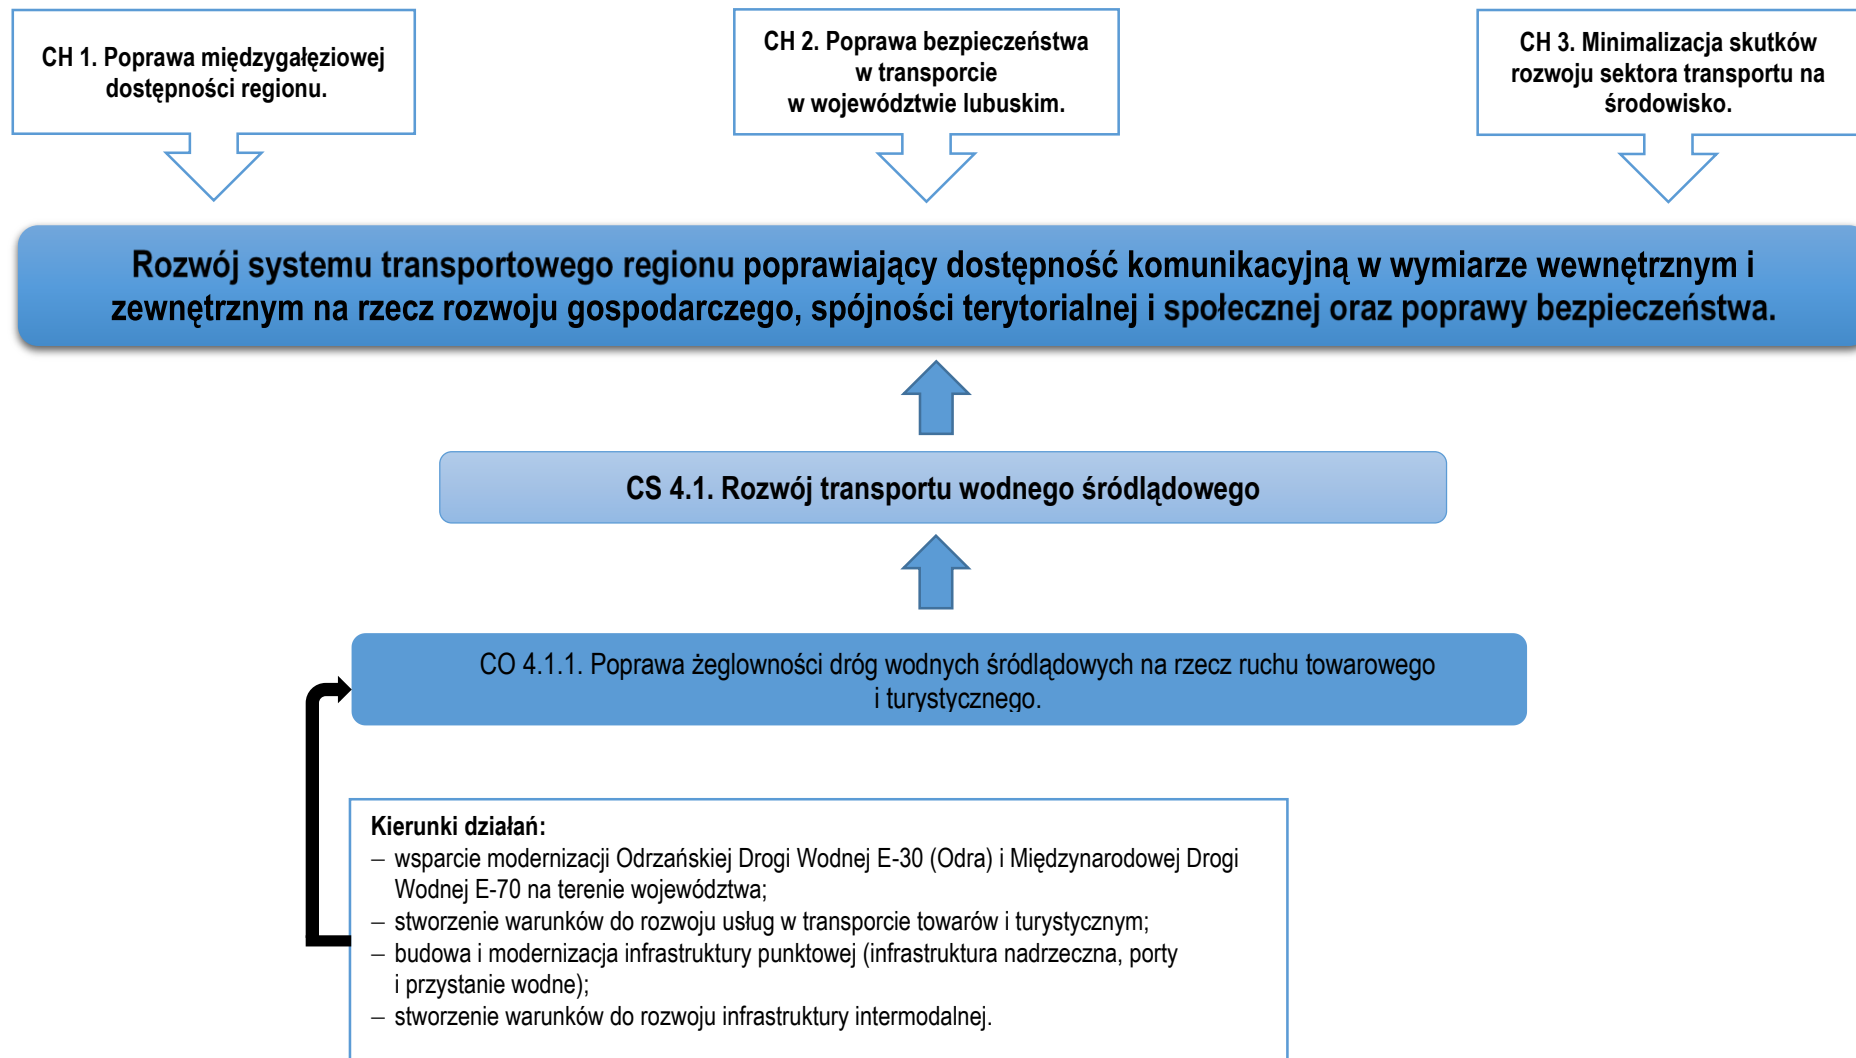 CH 1. Poprawa międzygałęziowej
dostępności regionu.
CH 2. Poprawa bezpieczeństwa
w transporcie
w województwie lubuskim.
CH 3. Minimalizacja skutków
rozwoju sektora transportu na
środowisko.
Rozwój systemu transportowego regionu poprawiający dostępność komunikacyjną w wymiarze wewnętrznym i
zewnętrznym na rzecz rozwoju gospodarczego, spójności terytorialnej i społecznej oraz poprawy bezpieczeństwa.
CS 4.1. Rozwój transportu wodnego śródlądowego
CO 4.1.1. Poprawa żeglowności dróg wodnych śródlądowych na rzecz ruchu towarowego
i turystycznego.
Kierunki działań:
– wsparcie modernizacji Odrzańskiej Drogi Wodnej E-30 (Odra) i Międzynarodowej Drogi
Wodnej E-70 na terenie województwa;
– stworzenie warunków do rozwoju usług w transporcie towarów i turystycznym;
– budowa i modernizacja infrastruktury punktowej (infrastruktura nadrzeczna, porty
i przystanie wodne);
– stworzenie warunków do rozwoju infrastruktury intermodalnej.